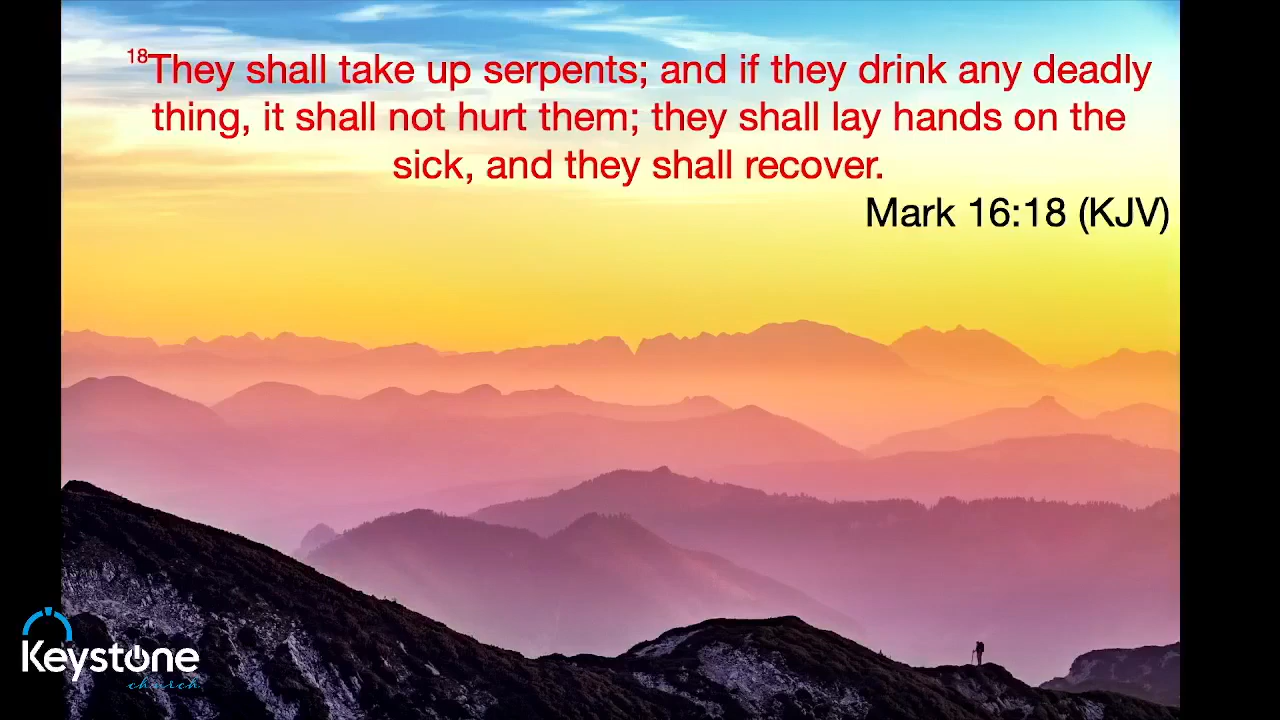 18They shall take up serpents; and if they drink any deadly
thing, it shall not hurt them; they shall lay hands on the
sick, and they shall recover.
Mark 16:18 (KJV)
Keystone
church